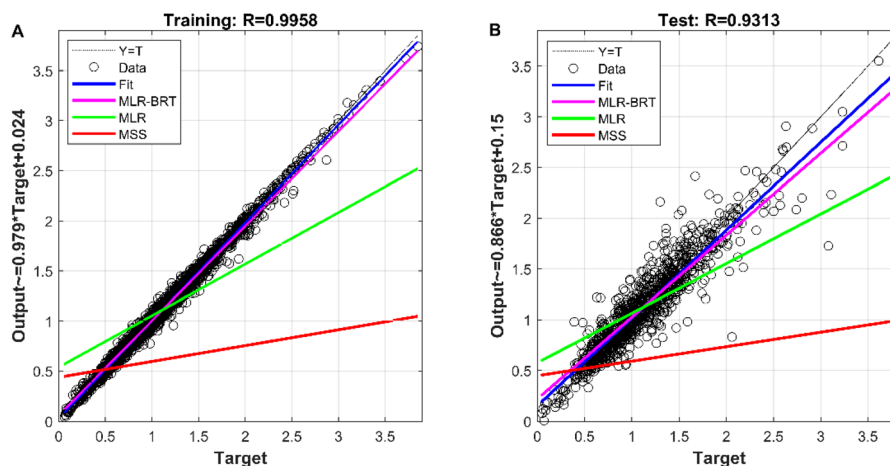 A
Training: R=0.9958
Output~=0.979*Target+0.024
Y=T
Data
Fit
MLR-BRT
MLR
MSS
3.5
3
2.5
2
1.5
1
0.5
0
0 0.5 1 1.5 2 2.5 3 3.5
Target
B
Test: R=0.9313
Output~=0.866*Target+0.15
Y=T
Data
Fit
MLR-BRT
MLR
MSS
3.5
3
2.5
2
1.5
1
0.5
0
0 0.5 1 1.5 2 2.5 3 3.5
Target